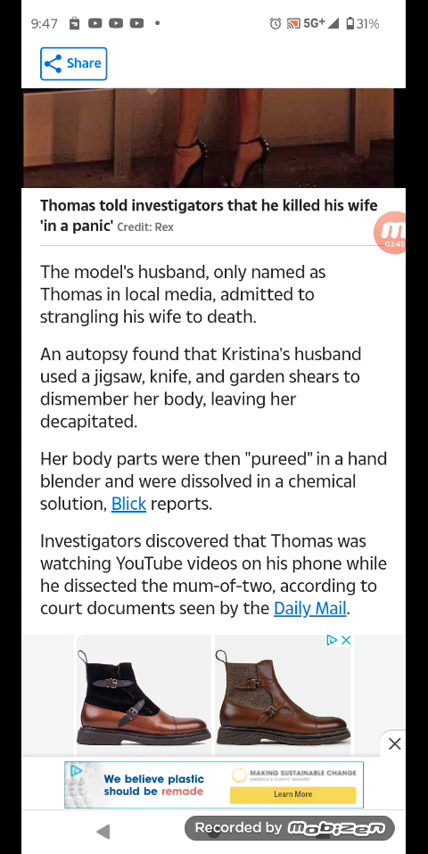 9:47
5G+ 31%
Share
Thomas told investigators that he killed his wife
'in a panic' Credit: Rex
03:45
The model's husband, only named as
Thomas in local media, admitted to
strangling his wife to death.
An autopsy found that Kristina's husband
used a jigsaw, knife, and garden shears to
dismember her body, leaving her
decapitated.
Her body parts were then "pureed" in a hand
blender and were dissolved in a chemical
solution, Blick reports.
Investigators discovered that Thomas was
watching YouTube videos on his phone while
he dissected the mum-of-two, according to
court documents seen by the Daily Mail.
We believe plastic
should be remade
MAKING SUSTAINABLE CHANGE
AMERICA'S PLASTIC MAKERS
Learn More
Recorded by mobizen